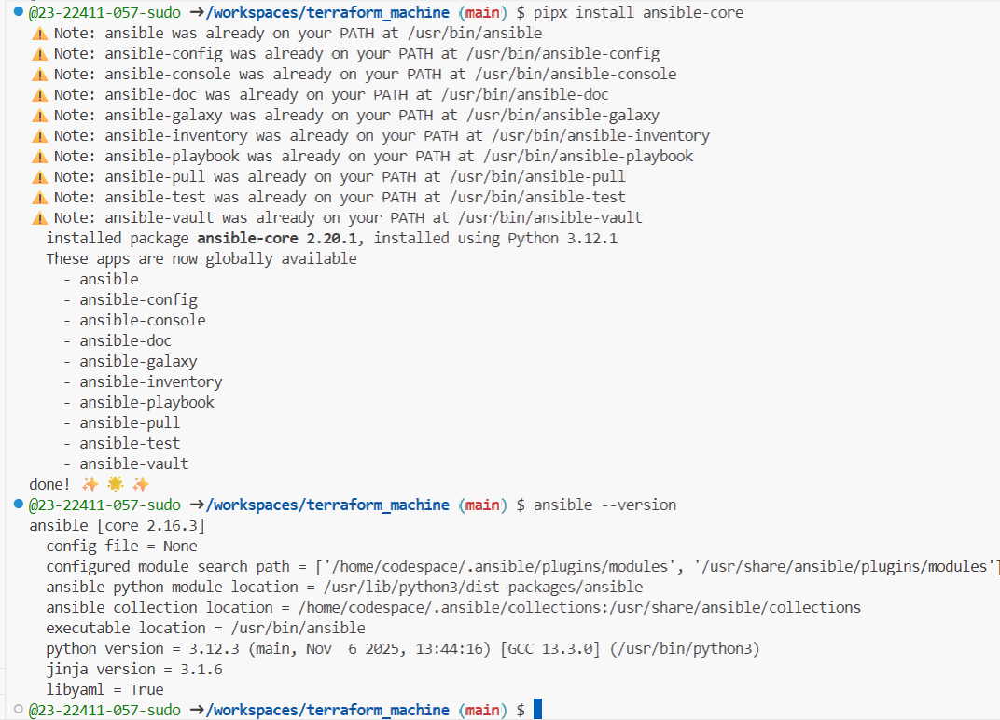 @23-22411-057-sudo ➜/workspaces/terraform_machine (main) $ pipx install ansible-core
⚠️ Note: ansible was already on your PATH at /usr/bin/ansible
⚠️ Note: ansible-config was already on your PATH at /usr/bin/ansible-config
⚠️ Note: ansible-console was already on your PATH at /usr/bin/ansible-console
⚠️ Note: ansible-doc was already on your PATH at /usr/bin/ansible-doc
⚠️ Note: ansible-galaxy was already on your PATH at /usr/bin/ansible-galaxy
⚠️ Note: ansible-inventory was already on your PATH at /usr/bin/ansible-inventory
⚠️ Note: ansible-playbook was already on your PATH at /usr/bin/ansible-playbook
⚠️ Note: ansible-pull was already on your PATH at /usr/bin/ansible-pull
⚠️ Note: ansible-test was already on your PATH at /usr/bin/ansible-test
⚠️ Note: ansible-vault was already on your PATH at /usr/bin/ansible-vault
  installed package ansible-core 2.20.1, installed using Python 3.12.1
  These apps are now globally available
    - ansible
    - ansible-config
    - ansible-console
    - ansible-doc
    - ansible-galaxy
    - ansible-inventory
    - ansible-playbook
    - ansible-pull
    - ansible-test
    - ansible-vault
done! ✨ 🌟 ✨
@23-22411-057-sudo ➜/workspaces/terraform_machine (main) $ ansible --version
ansible [core 2.16.3]
  config file = None
  configured module search path = ['/home/codespace/.ansible/plugins/modules', '/usr/share/ansible/plugins/modules']
  ansible python module location = /usr/lib/python3/dist-packages/ansible
  ansible collection location = /home/codespace/.ansible/collections:/usr/share/ansible/collections
  executable location = /usr/bin/ansible
  python version = 3.12.3 (main, Nov  6 2025, 13:44:16) [GCC 13.3.0] (/usr/bin/python3)
  jinja version = 3.1.6
  libyaml = True
@23-22411-057-sudo ➜/workspaces/terraform_machine (main) $